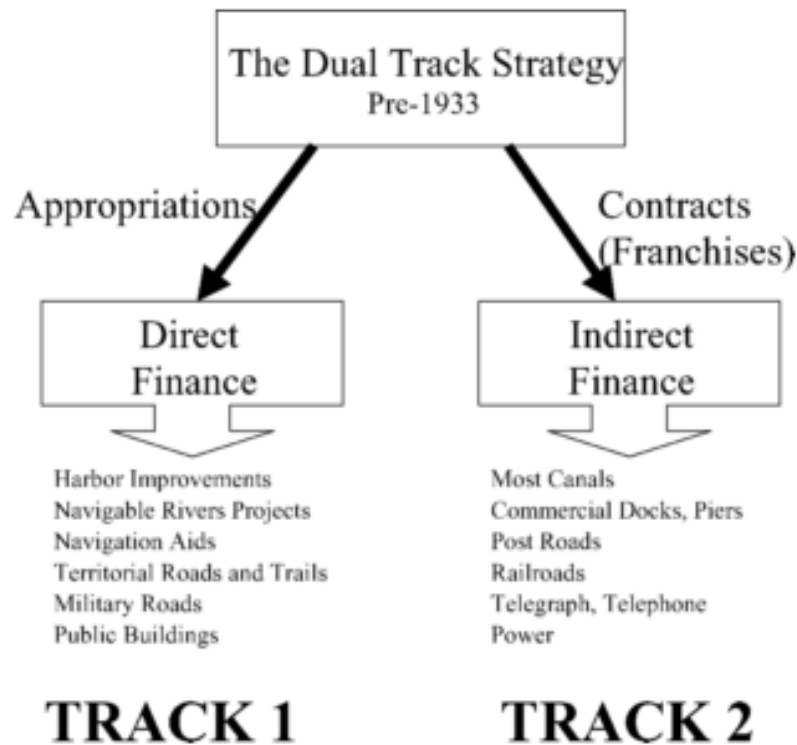 The Dual Track Strategy
Pre-1933
Appropriations
Contracts
(Franchises)
Direct
Finance
Harbor Improvements
Navigable Rivers Projects
Navigation Aids
Territorial Roads and Trails
Military Roads
Public Buildings
TRACK 1
Indirect
Finance
Most Canals
Commercial Docks, Piers
Post Roads
Railroads
Telegraph, Telephone
Power
TRACK 2